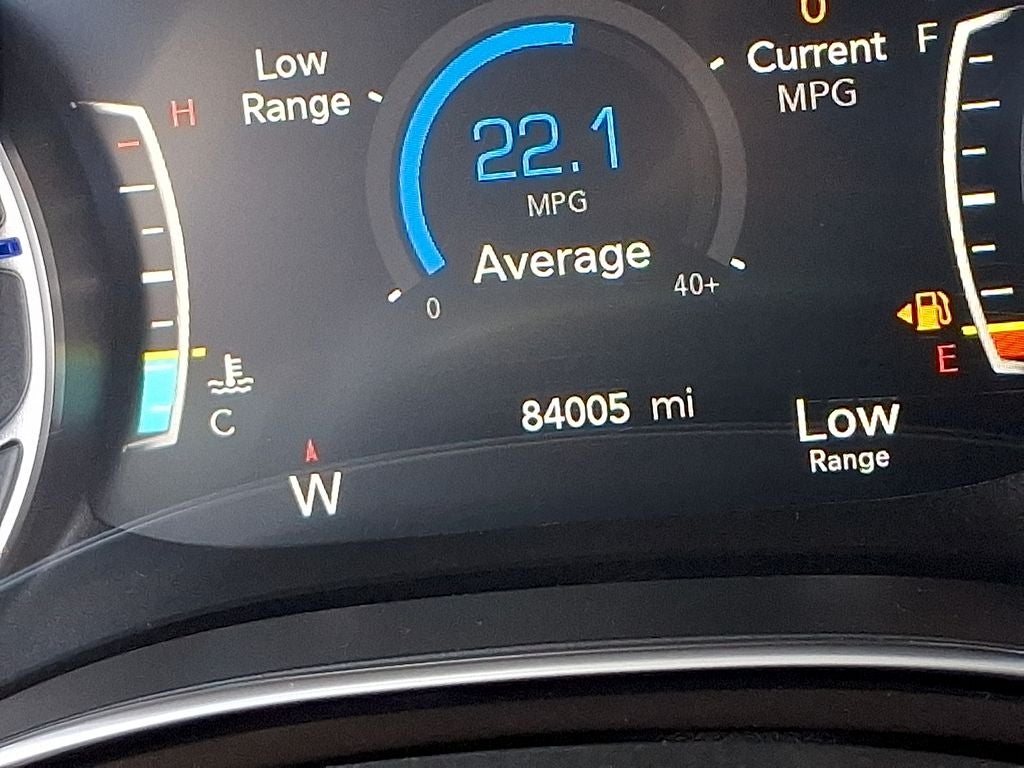 0
Low
Range
Current
MPG
F
H
22.1
MPG
Average
0
40+
E
C
84005 mi
Low
Range
W